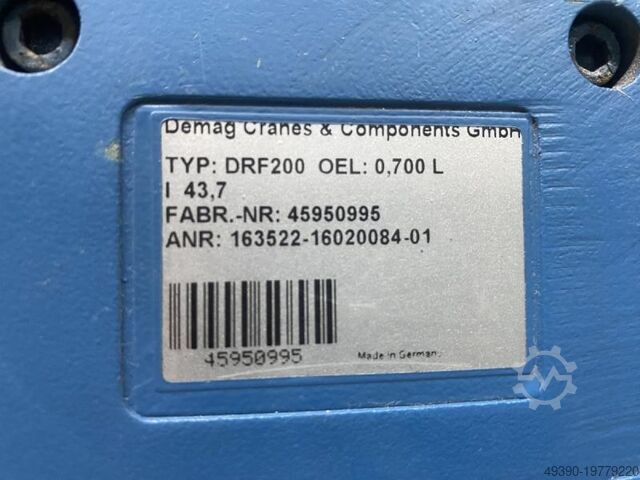 Demag Cranes & Components GmbH
TYP: DRF200 OEL: 0,700 L
I 43,7
FABR.-NR: 45950995
ANR: 163522-16020084-01
45950995
Made in Germany
49390-19779220